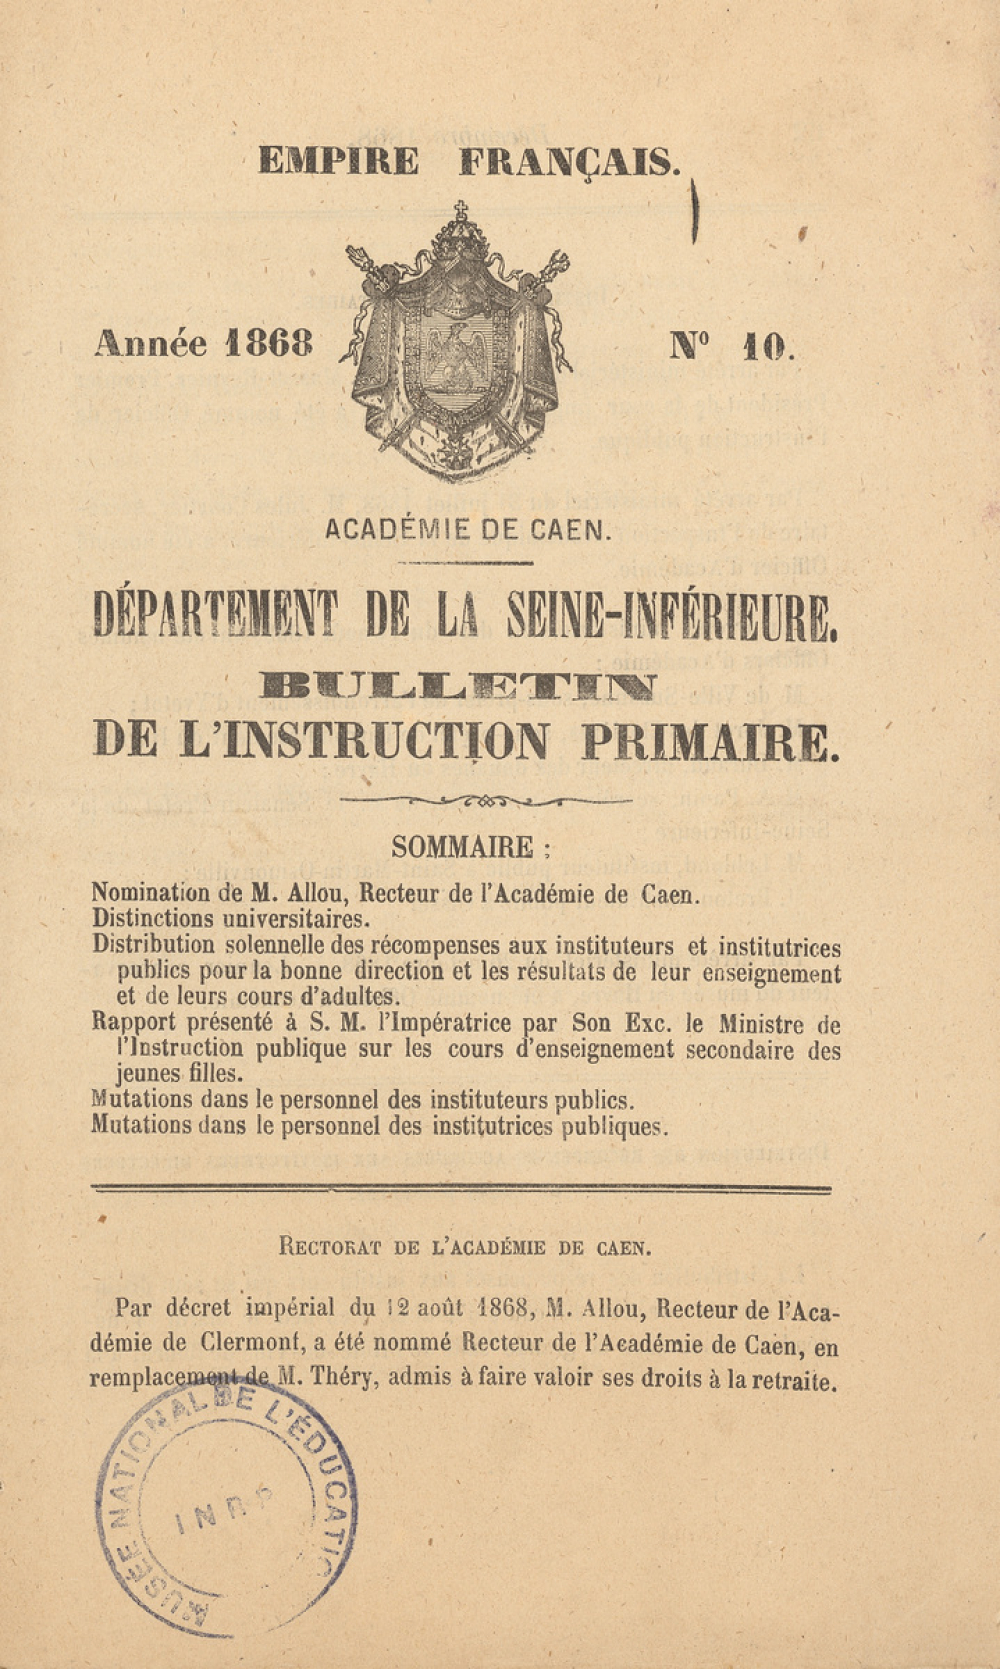 EMPIRE FRANÇAIS.
Année 1868
Nº 10.
ACADÉMIE DE CAEN.
DÉPARTEMENT DE LA SEINE-INFÉRIEURE.
BULLETIN
DE L'INSTRUCTION PRIMAIRE.
SOMMAIRE :
Nomination de M. Allou, Recteur de l'Académie de Caen.
Distinctions universitaires.
Distribution solennelle des récompenses aux instituteurs et institutrices
publics pour la bonne direction et les résultats de leur enseignement
et de leurs cours d'adultes.
Rapport présenté à S. M. l'Impératrice par Son Exc. le Ministre de
l'Instruction publique sur les cours d'enseignement secondaire des
jeunes filles.
Mutations dans le personnel des instituteurs publics.
Mutations dans le personnel des institutrices publiques.
RECTORAT DE L'ACADÉMIE DE CAEN.
Par décret impérial du 12 août 1868, M. Allou, Recteur de l'Aca-
démie de Clermont, a été nommé Recteur de l'Académie de Caen, en
remplacement de M. Théry, admis à faire valoir ses droits à la retraite.
MUSÉE NATIONAL DE L'ÉDUCATIO
INRP